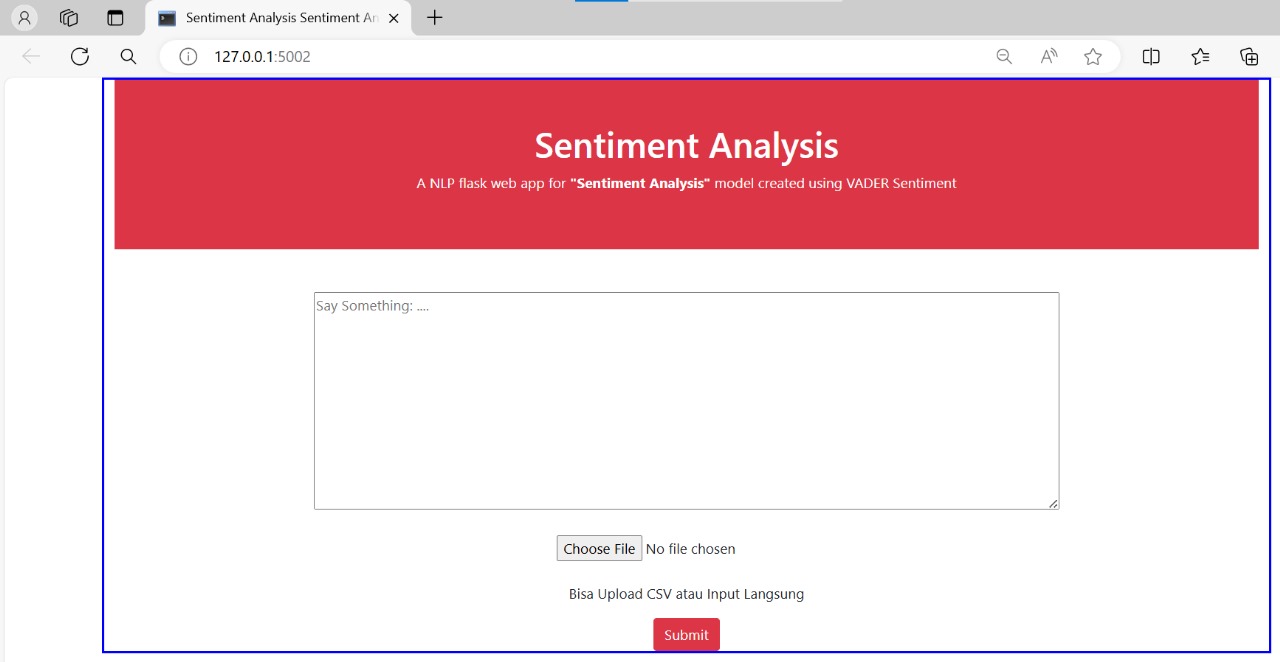 Sentiment Analysis Sentiment An
127.0.0.1:5002
Sentiment Analysis
A NLP flask web app for "Sentiment Analysis" model created using VADER Sentiment
Say Something: ....
Choose File No file chosen
Bisa Upload CSV atau Input Langsung
Submit